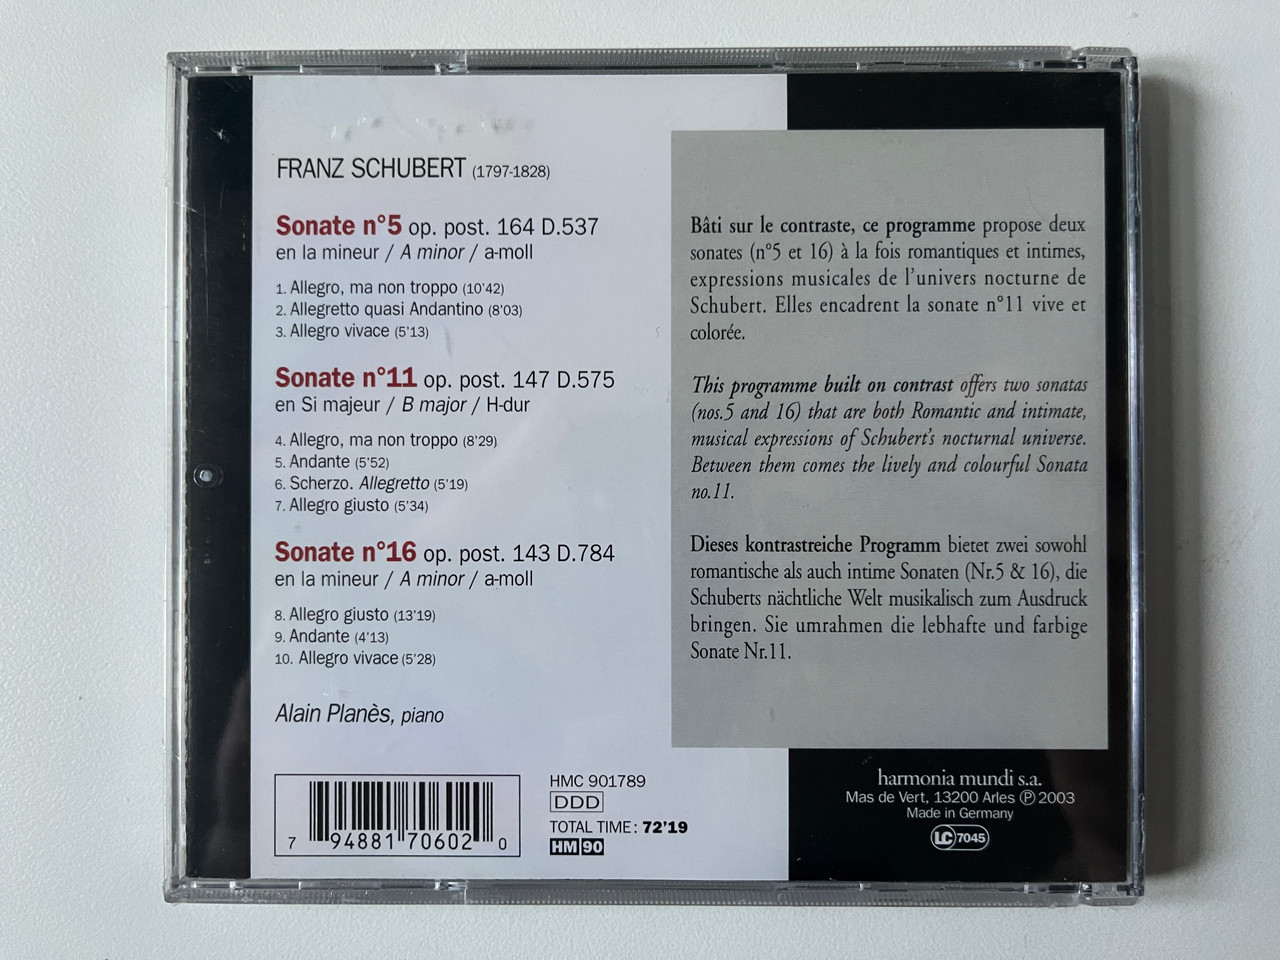 FRANZ SCHUBERT (1797-1828)
Sonate n°5 op. post. 164 D.537
en la mineur / A minor / a-moll
1. Allegro, ma non troppo (10'42)
2. Allegretto quasi Andantino (8'03)
3. Allegro vivace (5'13)
Sonate n°11 op. post. 147 D.575
en Si majeur / B major / H-dur
4. Allegro, ma non troppo (8'29)
5. Andante (5'52)
6. Scherzo. Allegretto (5'19)
7. Allegro giusto (5'34)
Sonate n°16 op. post. 143 D.784
en la mineur / A minor / a-moll
8. Allegro giusto (13'19)
9. Andante (4'13)
10. Allegro vivace (5'28)
Alain Planès, piano
7 94881 70602 0
HMC 901789
DDD
TOTAL TIME: 72'19
HM 90
Bâti sur le contraste, ce programme propose deux
sonates (n°5 et 16) à la fois romantiques et intimes,
expressions musicales de l'univers nocturne de
Schubert. Elles encadrent la sonate n°11 vive et
colorée.
This programme built on contrast offers two sonatas
(nos.5 and 16) that are both Romantic and intimate,
musical expressions of Schubert's nocturnal universe.
Between them comes the lively and colourful Sonata
no.11.
Dieses kontrastreiche Programm bietet zwei sowohl
romantische als auch intime Sonaten (Nr.5 & 16), die
Schuberts nächtliche Welt musikalisch zum Ausdruck
bringen. Sie umrahmen die lebhafte und farbige
Sonate Nr.11.
harmonia mundi s.a.
Mas de Vert, 13200 Arles ℗ 2003
Made in Germany
LC 7045